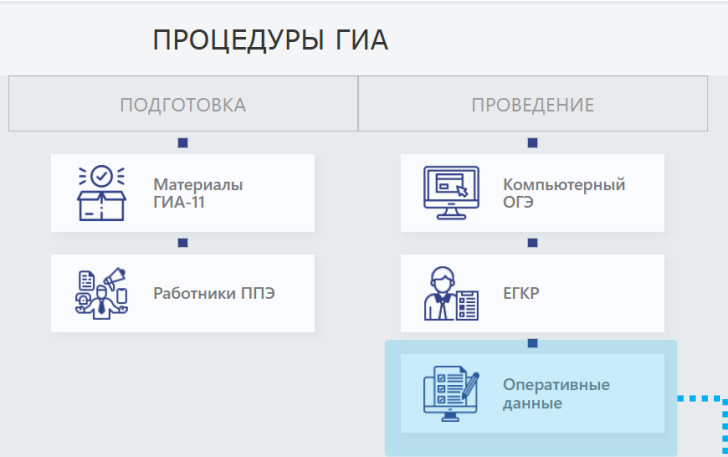 ПРОЦЕДУРЫ ГИА
ПОДГОТОВКА
ПРОВЕДЕНИЕ
Материалы
ГИА-11
Компьютерный
ОГЭ
Работники ППЭ
ЕГКР
Оперативные
данные